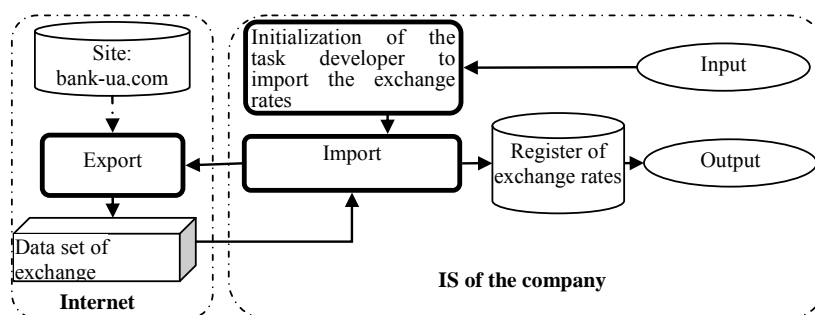 Site:
bank-ua.com
Initialization of the
task developer to
import the exchange
rates
Input
Export
Import
Register of
exchange rates
Output
Data set of
exchange
Internet
IS of the company